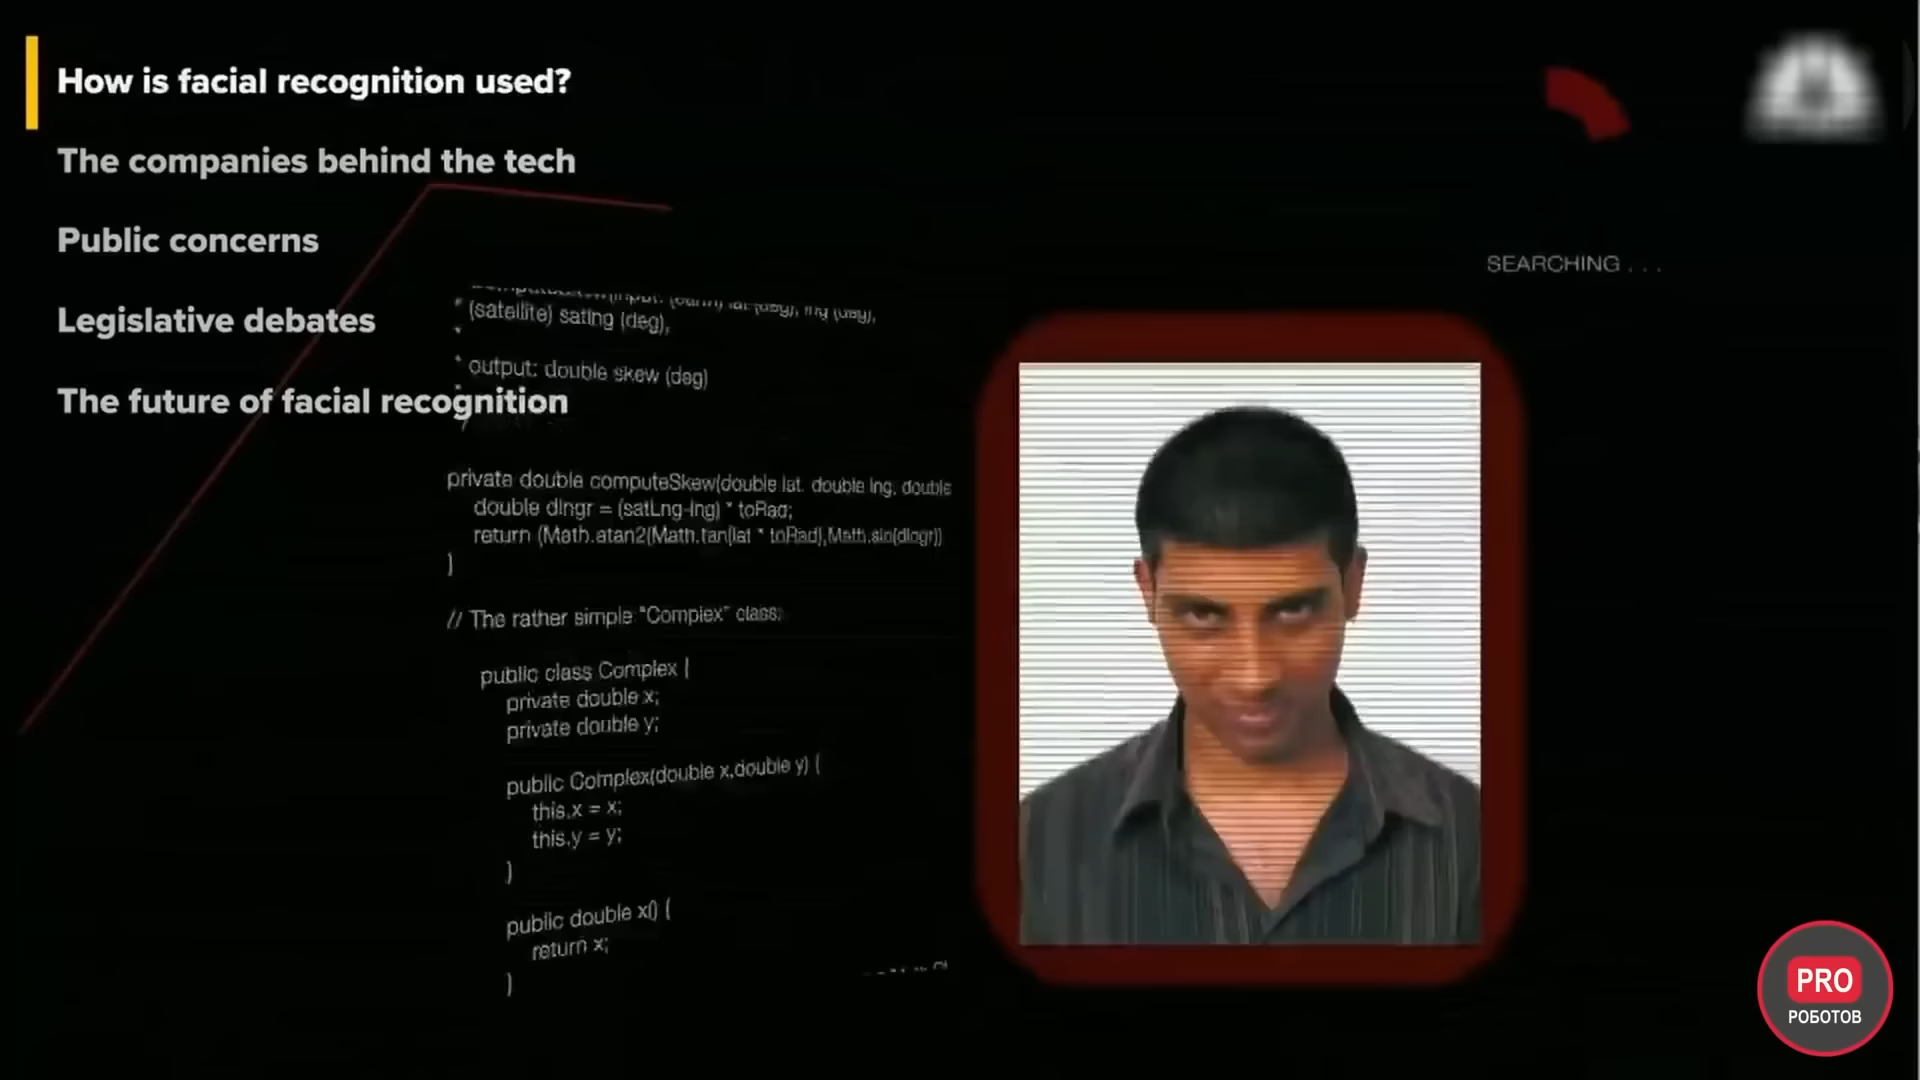 How is facial recognition used?
The companies behind the tech
Public concerns
Legislative debates
The future of facial recognition
SEARCHING . . .
* (satellite) satlng (deg),
*
* output: double skew (deg)
private double computeSkew(double lat, double lng, double
double dlngr = (satLng-lng) * toRad;
return (Math.atan2(Math.tan(lat * toRad),Math.sin(dlngr))
}
// The rather simple "Complex" class:
public class Complex {
private double x;
private double y;
public Complex(double x,double y) {
this.x = x;
this.y = y;
}
public double x() {
return x;
}
PRO
РОБОТОВ